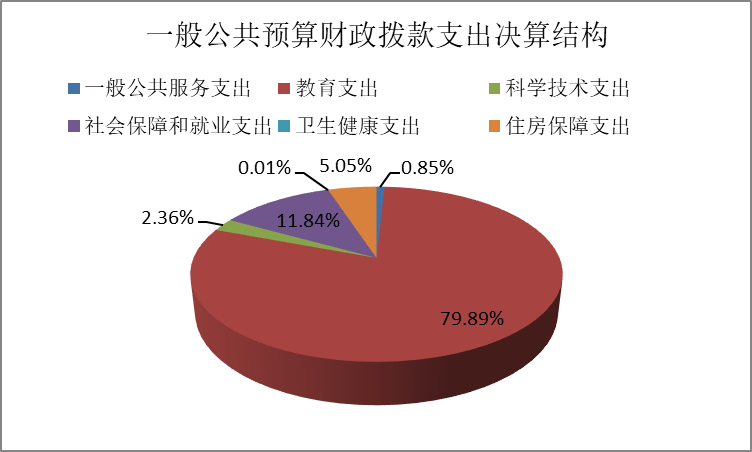 一般公共预算财政拨款支出决算结构
一般公共服务支出 教育支出 科学技术支出
社会保障和就业支出 卫生健康支出 住房保障支出
0.01% 5.05% 0.85%
2.36% 11.84%
79.89%